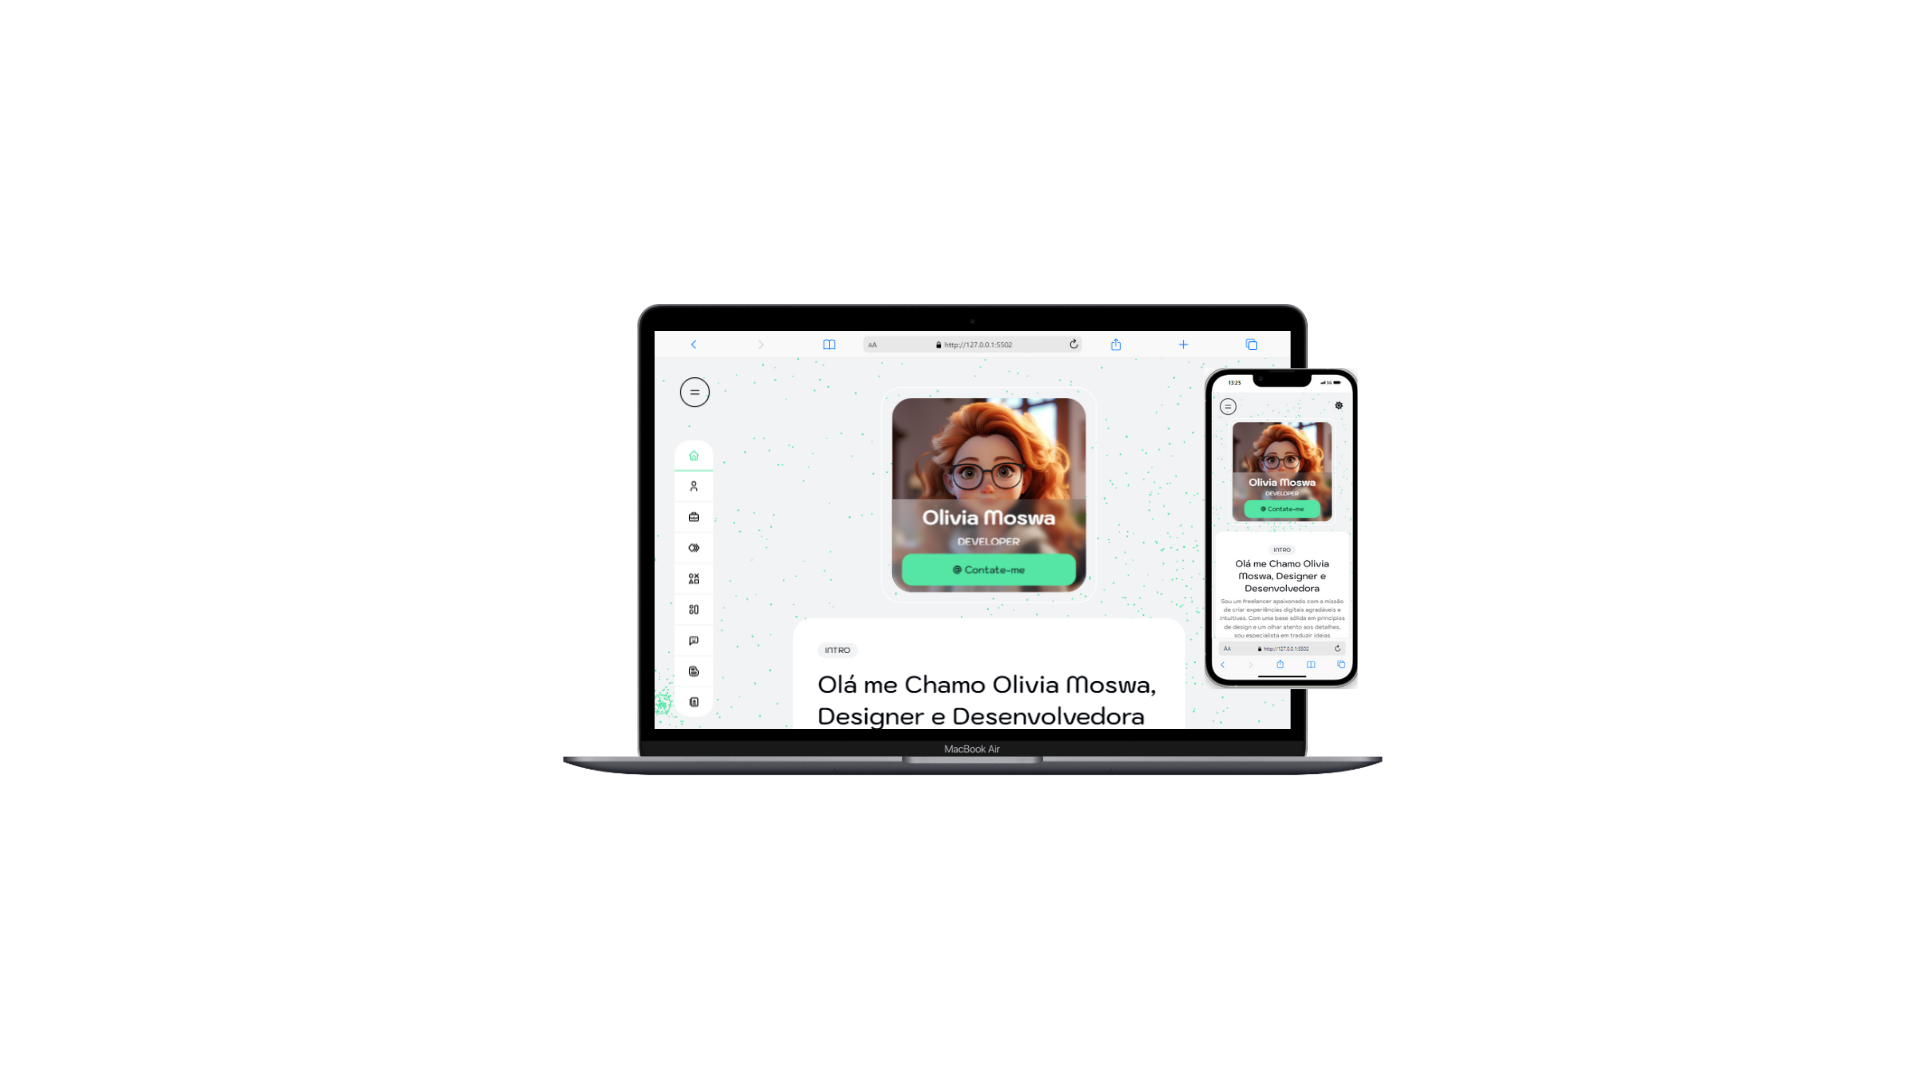 AA http://127.0.0.1:5502
Olivia Moswa
DEVELOPER
@ Contate-me
INTRO
Olá me Chamo Olivia Moswa,
Designer e Desenvolvedora
MacBook Air
13:25
Olivia Moswa
DEVELOPER
@ Contate-me
INTRO
Olá me Chamo Olivia
Moswa, Designer e
Desenvolvedora
Sou um freelancer apaixonado com a missão
de criar experiências digitais agradáveis e
intuitivas. Com uma base sólida em princípios
de design e um olhar atento aos detalhes,
sou especialista em traduzir ideias
AA http://127.0.0.1:5502